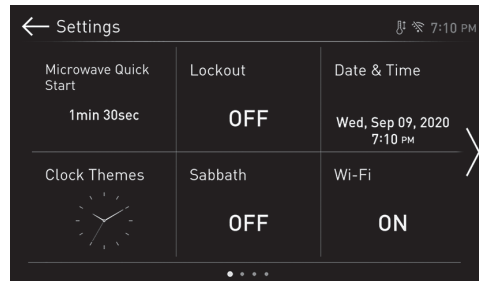 Settings
7:10 PM
Microwave Quick
Start
1min 30sec
Lockout
OFF
Date & Time
Wed, Sep 09, 2020
7:10 PM
Clock Themes
Sabbath
OFF
Wi-Fi
ON